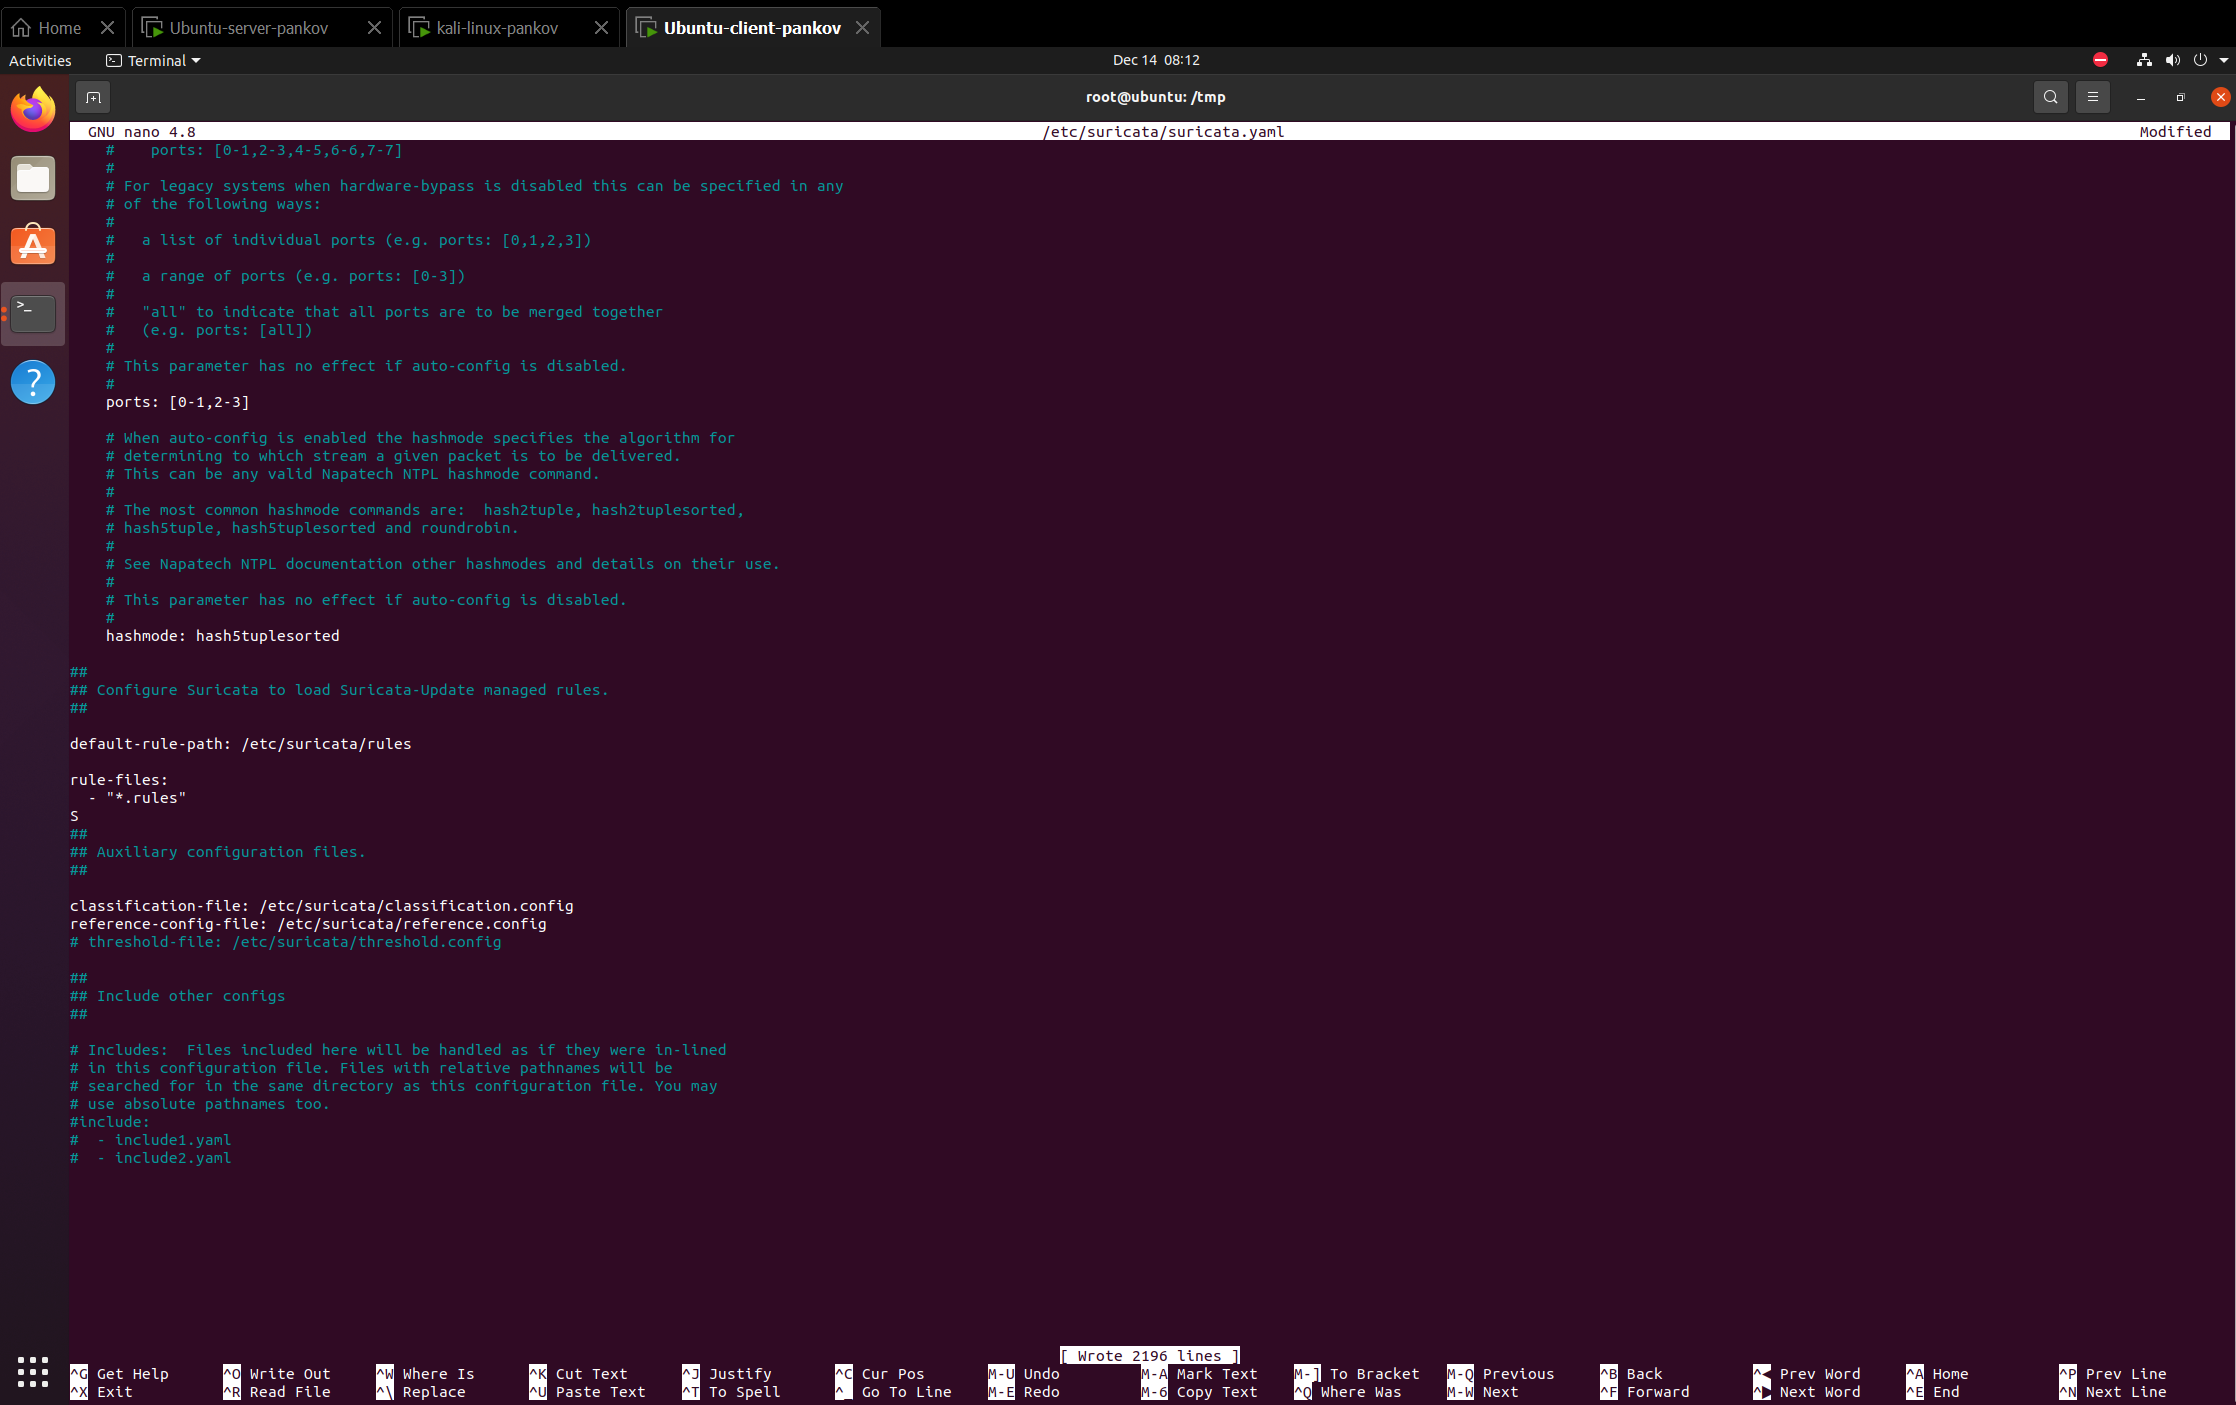 Home
Ubuntu-server-pankov
kali-linux-pankov
Ubuntu-client-pankov
Activities
Terminal
Dec 14 08:12
root@ubuntu: /tmp
GNU nano 4.8
/etc/suricata/suricata.yaml
Modified
#    ports: [0-1,2-3,4-5,6-6,7-7]
#
# For legacy systems when hardware-bypass is disabled this can be specified in any
# of the following ways:
#
#   a list of individual ports (e.g. ports: [0,1,2,3])
#
#   a range of ports (e.g. ports: [0-3])
#
#   "all" to indicate that all ports are to be merged together
#   (e.g. ports: [all])
#
# This parameter has no effect if auto-config is disabled.
#
ports: [0-1,2-3]
# When auto-config is enabled the hashmode specifies the algorithm for
# determining to which stream a given packet is to be delivered.
# This can be any valid Napatech NTPL hashmode command.
#
# The most common hashmode commands are:  hash2tuple, hash2tuplesorted,
# hash5tuple, hash5tuplesorted and roundrobin.
#
# See Napatech NTPL documentation other hashmodes and details on their use.
#
# This parameter has no effect if auto-config is disabled.
#
hashmode: hash5tuplesorted
##
## Configure Suricata to load Suricata-Update managed rules.
##
default-rule-path: /etc/suricata/rules
rule-files:
- "*.rules"
S
##
## Auxiliary configuration files.
##
classification-file: /etc/suricata/classification.config
reference-config-file: /etc/suricata/reference.config
# threshold-file: /etc/suricata/threshold.config
##
## Include other configs
##
# Includes:  Files included here will be handled as if they were in-lined
# in this configuration file. Files with relative pathnames will be
# searched for in the same directory as this configuration file. You may
# use absolute pathnames too.
#include:
#  - include1.yaml
#  - include2.yaml
[ Wrote 2196 lines ]
^G Get Help ^O Write Out ^W Where Is ^K Cut Text ^J Justify ^C Cur Pos M-U Undo M-A Mark Text M-] To Bracket M-Q Previous ^B Back ^◀ Prev Word ^A Home ^P Prev Line
^X Exit ^R Read File ^\ Replace ^U Paste Text ^T To Spell ^_ Go To Line M-E Redo M-6 Copy Text ^Q Where Was M-W Next ^F Forward ^▶ Next Word ^E End ^N Next Line